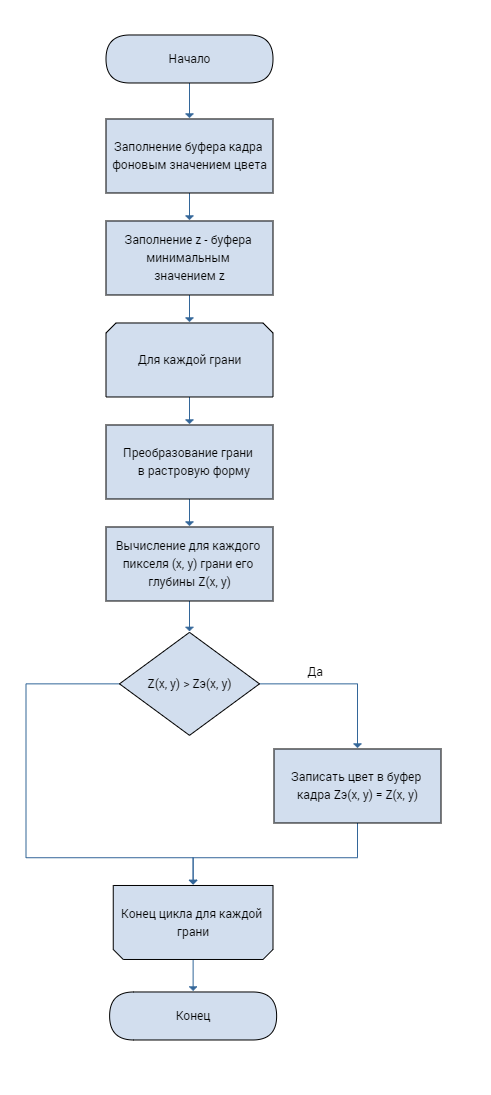 Начало
Заполнение буфера кадра
фоновым значением цвета
Заполнение z - буфера
минимальным
значением z
Для каждой грани
Преобразование грани
в растровую форму
Вычисление для каждого
пикселя (x, y) грани его
глубины Z(x, y)
Z(x, y) > Zэ(x, y)
Да
Записать цвет в буфер
кадра Zэ(x, y) = Z(x, y)
Конец цикла для каждой
грани
Конец